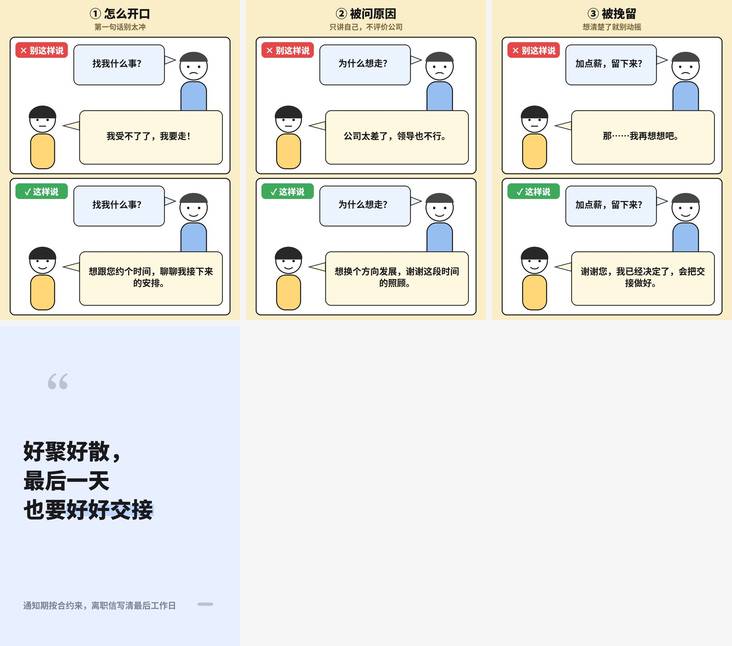 ① 怎么开口
第一句话别太冲
× 别这样说
找我什么事？
我受不了了，我要走！
✓ 这样说
找我什么事？
想跟您约个时间，聊聊我接下来
的安排。
② 被问原因
只讲自己，不评价公司
× 别这样说
为什么想走？
公司太差了，领导也不行。
✓ 这样说
为什么想走？
想换个方向发展，谢谢这段时间
的照顾。
③ 被挽留
想清楚了就别动摇
× 别这样说
加点薪，留下来？
那……我再想想吧。
✓ 这样说
加点薪，留下来？
谢谢您，我已经决定了，会把交
接做好。
“
好聚好散，
最后一天
也要好好交接
通知期按合约来，离职信写清最后工作日